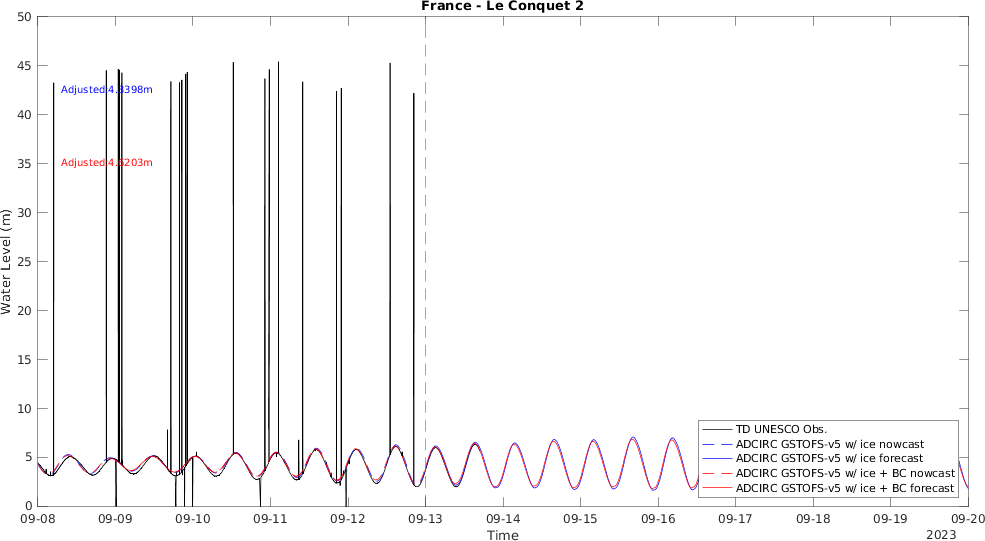 France - Le Conquet 2
50
45
40
35
30
25
20
15
10
5
0
Water Level (m)
Adjusted 4.3398m
Adjusted 4.5203m
TD UNESCO Obs.
ADCIRC GSTOFS-v5 w/ ice nowcast
ADCIRC GSTOFS-v5 w/ ice forecast
ADCIRC GSTOFS-v5 w/ ice + BC nowcast
ADCIRC GSTOFS-v5 w/ ice + BC forecast
09-08 09-09 09-10 09-11 09-12 09-13 09-14 09-15 09-16 09-17 09-18 09-19 09-20
Time
2023